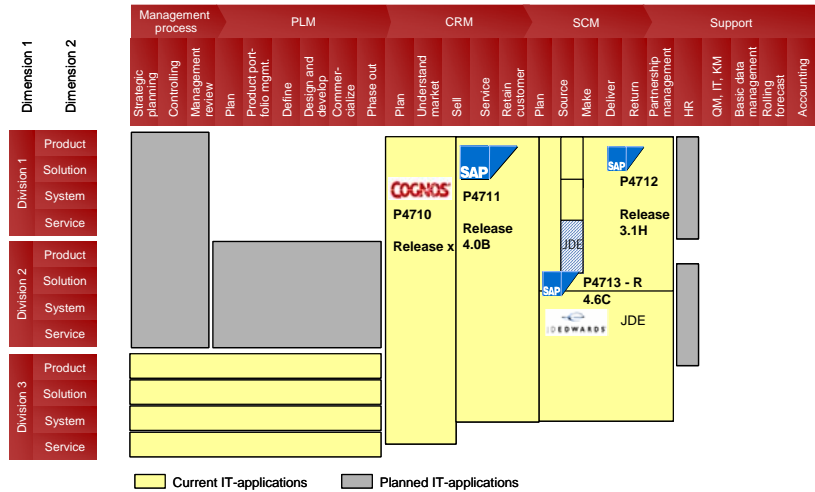 Management
process
PLM
CRM
SCM
Support
Dimension 1
Dimension 2
Strategic
planning
Controlling
Management
review
Plan
Product port-
folio mgmt.
Define
Design and
develop
Commer-
cialize
Phase out
Plan
Understand
market
Sell
Service
Retain
customer
Plan
Source
Make
Deliver
Return
Partnership
management
HR
QM, IT, KM
Basic data
management
Rolling
forecast
Accounting
Division 1
Product
Solution
System
Service
Division 2
Product
Solution
System
Service
Division 3
Product
Solution
System
Service
COGNOS
P4710
Release x
SAP
P4711
Release
4.0B
SAP
P4712
Release
3.1H
JDE
SAP
P4713 - R
4.6C
JDEDWARDS
JDE
Current IT-applications
Planned IT-applications